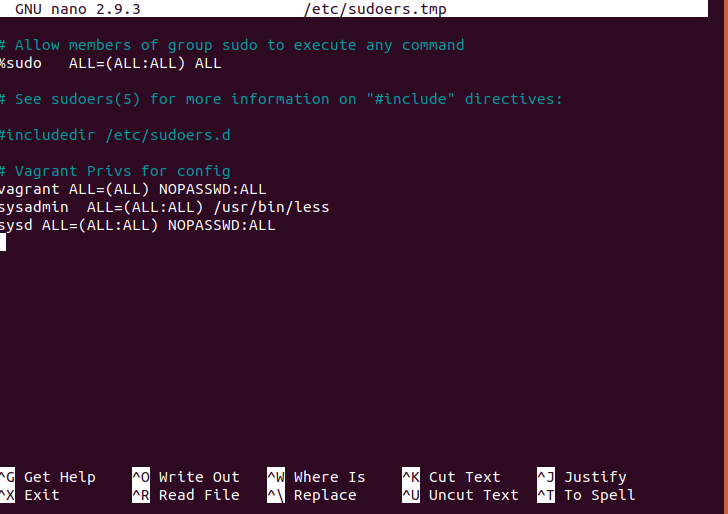 GNU nano 2.9.3 /etc/sudoers.tmp
# Allow members of group sudo to execute any command
%sudo ALL=(ALL:ALL) ALL
# See sudoers(5) for more information on "#include" directives:
#includedir /etc/sudoers.d
# Vagrant Privs for config
vagrant ALL=(ALL) NOPASSWD:ALL
sysadmin ALL=(ALL:ALL) /usr/bin/less
sysd ALL=(ALL:ALL) NOPASSWD:ALL
^G Get Help ^O Write Out ^W Where Is ^K Cut Text ^J Justify
^X Exit ^R Read File ^\ Replace ^U Uncut Text ^T To Spell